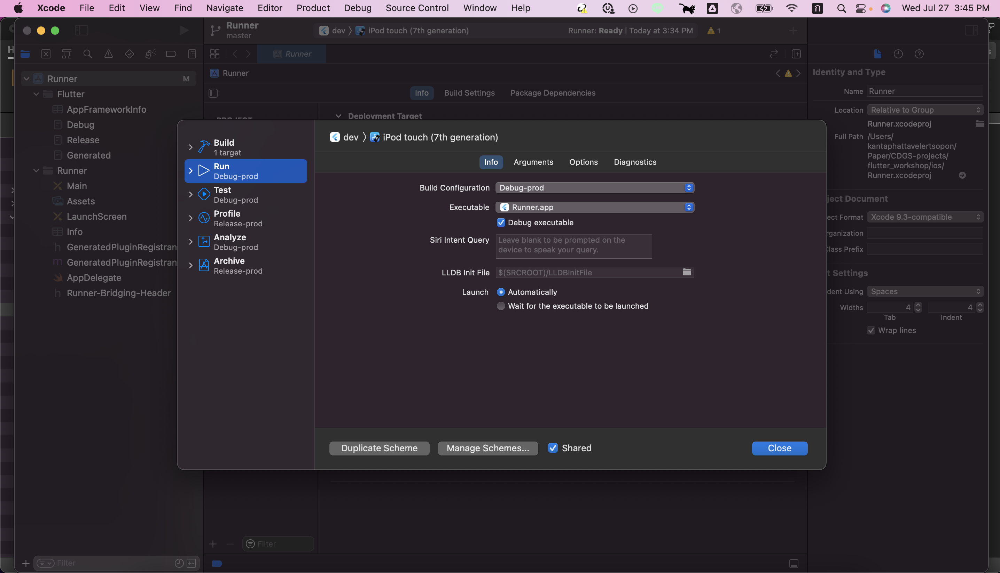 Xcode File Edit View Find Navigate Editor Product Debug Source Control Window Help Wed Jul 27 3:45 PM
Runner
master
dev iPod touch (7th generation) Runner: Ready | Today at 3:34 PM 1
Runner
Runner
Info Build Settings Package Dependencies
Deployment Target
Runner M
Flutter
AppFrameworkInfo
Debug
Release
Generated
Runner
Main
Assets
LaunchScreen
Info
GeneratedPluginRegistran
GeneratedPluginRegistran
AppDelegate
Runner-Bridging-Header
Build
1 target
Run
Debug-prod
Test
Debug-prod
Profile
Release-prod
Analyze
Debug-prod
Archive
Release-prod
dev iPod touch (7th generation)
Info Arguments Options Diagnostics
Build Configuration Debug-prod
Executable Runner.app
Debug executable
Siri Intent Query Leave blank to be prompted on the
device to speak your query.
LLDB Init File $(SRCROOT)/LLDBInitFile
Launch Automatically
Wait for the executable to be launched
Duplicate Scheme Manage Schemes... Shared Close
Identity and Type
Name Runner
Location Relative to Group
Runner.xcodeproj
Full Path /Users/
kantaphattavelertsopon/
Paper/CDGS-projects/
flutter_workshop/ios/
Runner.xcodeproj
ject Document
ect Format Xcode 9.3-compatible
rganization
Class Prefix
t Settings
dent Using Spaces
Widths 4 4
Tab Indent
Wrap lines
Filter
Filter